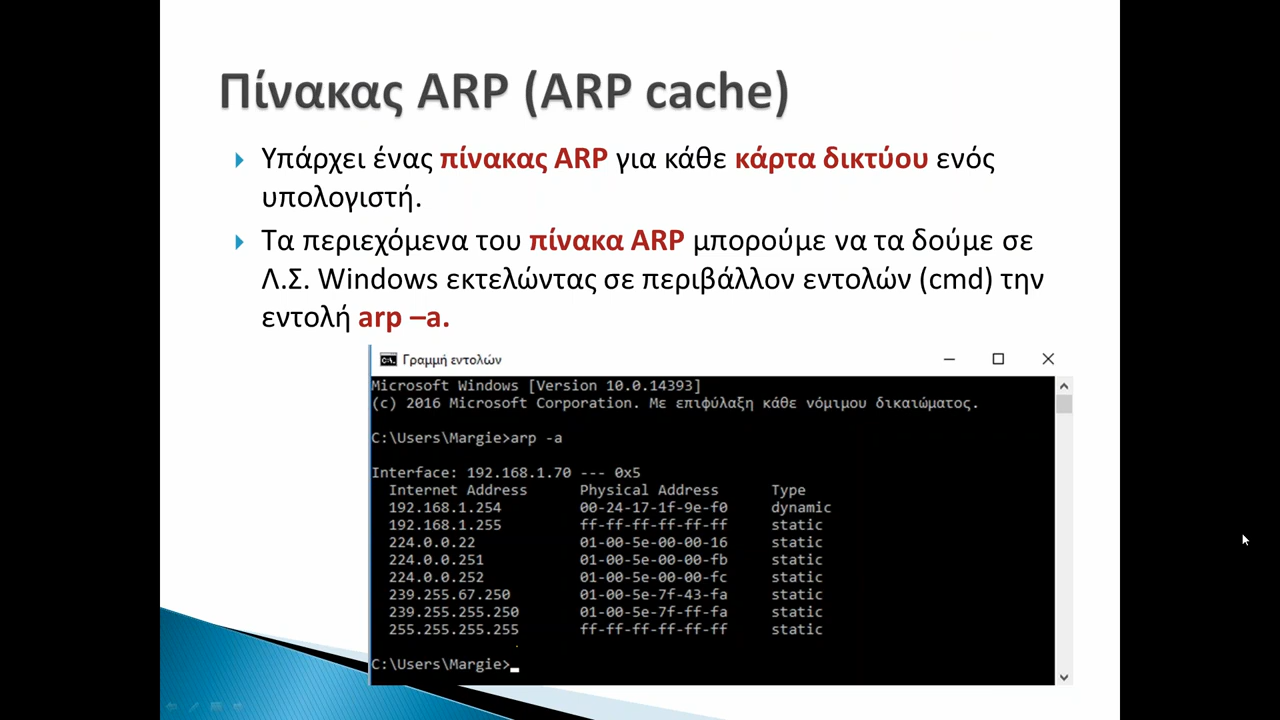 Πίνακας ARP (ARP cache)
Υπάρχει ένας πίνακας ARP για κάθε κάρτα δικτύου ενός
υπολογιστή.
Τα περιεχόμενα του πίνακα ARP μπορούμε να τα δούμε σε
Λ.Σ. Windows εκτελώντας σε περιβάλλον εντολών (cmd) την
εντολή arp –a.
Γραμμή εντολών
Microsoft Windows [Version 10.0.14393]
(c) 2016 Microsoft Corporation. Με επιφύλαξη κάθε νόμιμου δικαιώματος.
C:\Users\Margie>arp -a
Interface: 192.168.1.70 --- 0x5
Internet Address Physical Address Type
192.168.1.254 00-24-17-1f-9e-f0 dynamic
192.168.1.255 ff-ff-ff-ff-ff-ff static
224.0.0.22 01-00-5e-00-00-16 static
224.0.0.251 01-00-5e-00-00-fb static
224.0.0.252 01-00-5e-00-00-fc static
239.255.67.250 01-00-5e-7f-43-fa static
239.255.255.250 01-00-5e-7f-ff-fa static
255.255.255.255 ff-ff-ff-ff-ff-ff static
C:\Users\Margie>